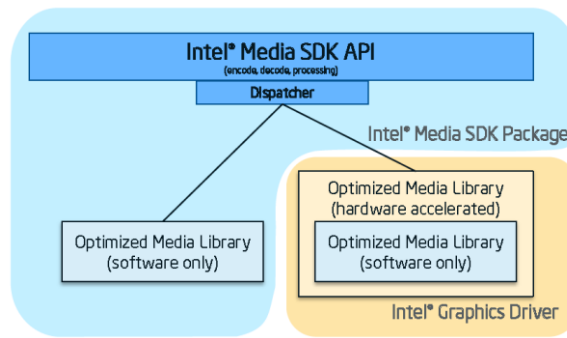 Intel® Media SDK API
(encode, decode, processing)
Dispatcher
Intel® Media SDK Package
Optimized Media Library
(hardware accelerated)
Optimized Media Library
(software only)
Optimized Media Library
(software only)
Intel® Graphics Driver